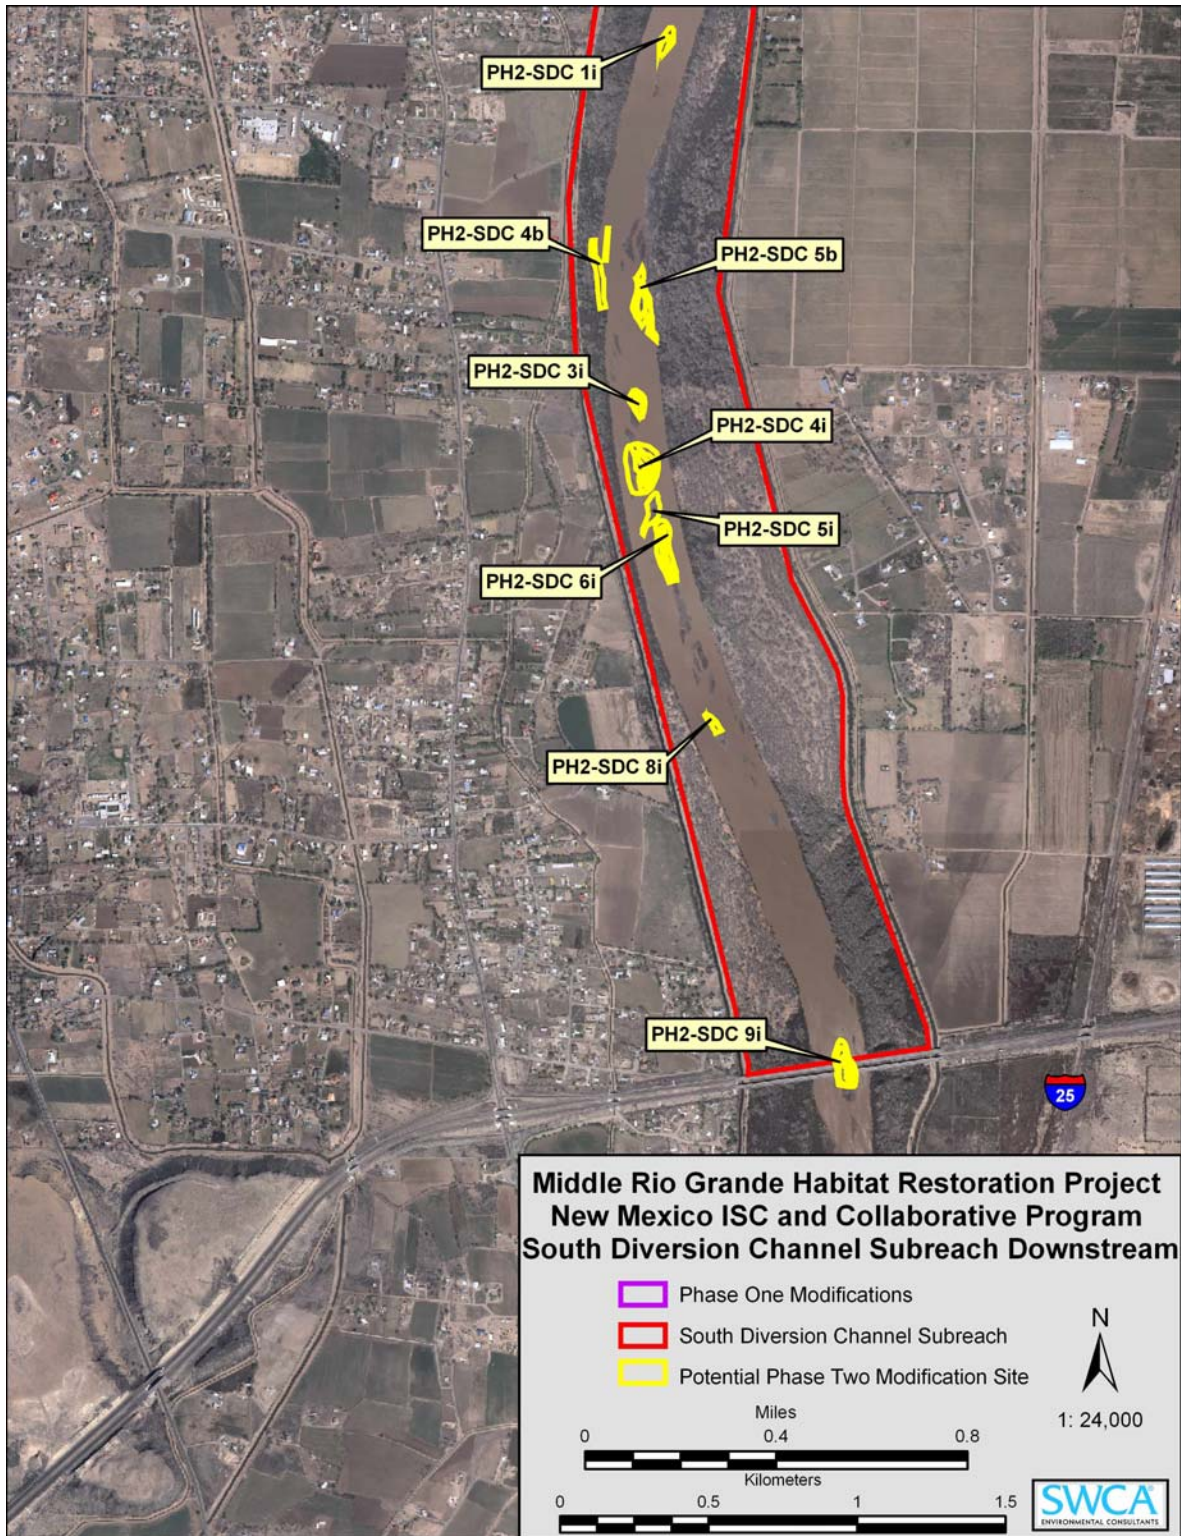 PH2-SDC 1i
PH2-SDC 4b
PH2-SDC 5b
PH2-SDC 3i
PH2-SDC 4i
PH2-SDC 5i
PH2-SDC 6i
PH2-SDC 8i
PH2-SDC 9i
25
Middle Rio Grande Habitat Restoration Project
New Mexico ISC and Collaborative Program
South Diversion Channel Subreach Downstream
Phase One Modifications
South Diversion Channel Subreach
Potential Phase Two Modification Site
N
1: 24,000
Miles
0 0.4 0.8
Kilometers
0 0.5 1 1.5
SWCA
ENVIRONMENTAL CONSULTANTS